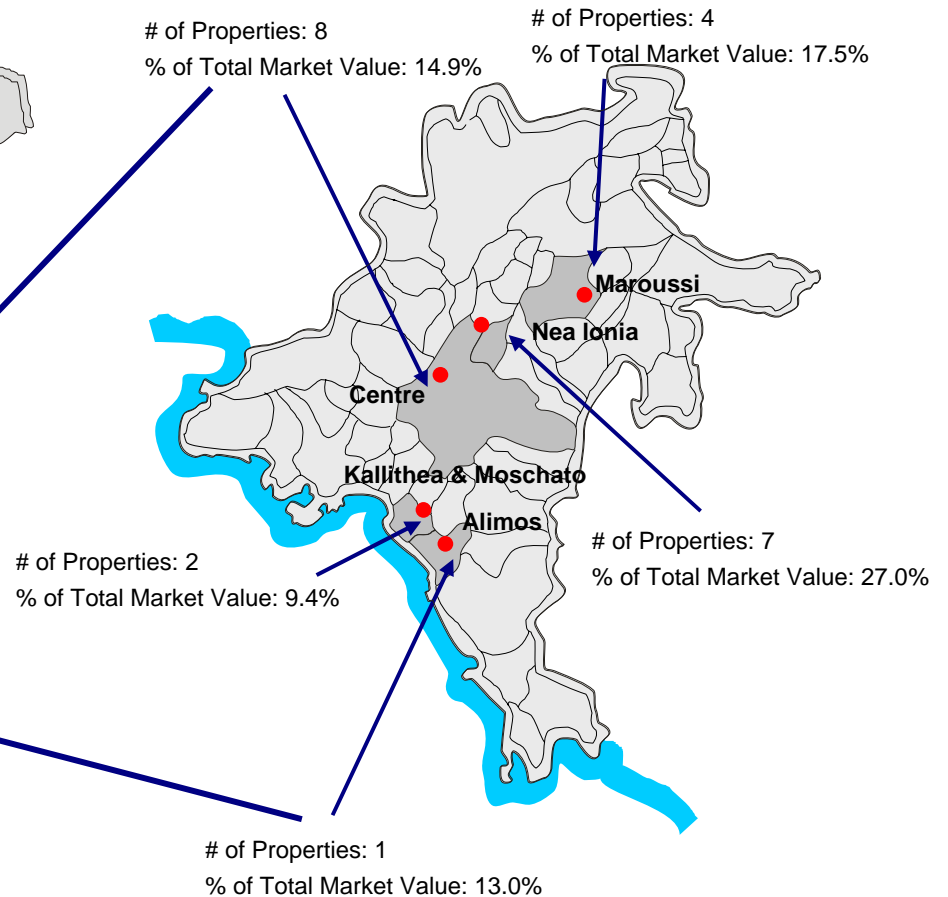 # of Properties: 8
% of Total Market Value: 14.9%
# of Properties: 4
% of Total Market Value: 17.5%
Maroussi
Nea Ionia
Centre
Kallithea & Moschato
Alimos
# of Properties: 2
% of Total Market Value: 9.4%
# of Properties: 7
% of Total Market Value: 27.0%
# of Properties: 1
% of Total Market Value: 13.0%